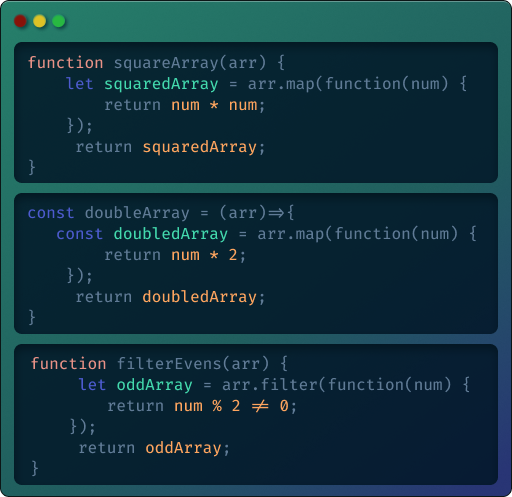 function squareArray(arr) {
    let squaredArray = arr.map(function(num) {
        return num * num;
    });
     return squaredArray;
}
const doubleArray = (arr)=>{
   const doubledArray = arr.map(function(num) {
        return num * 2;
    });
     return doubledArray;
}
function filterEvens(arr) {
     let oddArray = arr.filter(function(num) {
        return num % 2 ≠ 0;
    });
     return oddArray;
}